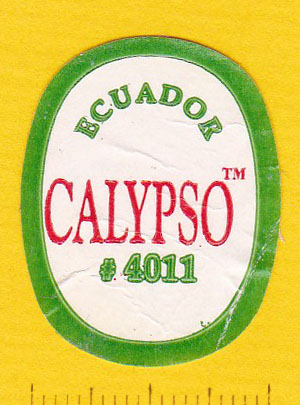 ECUADOR
CALYPSO™
# 4011